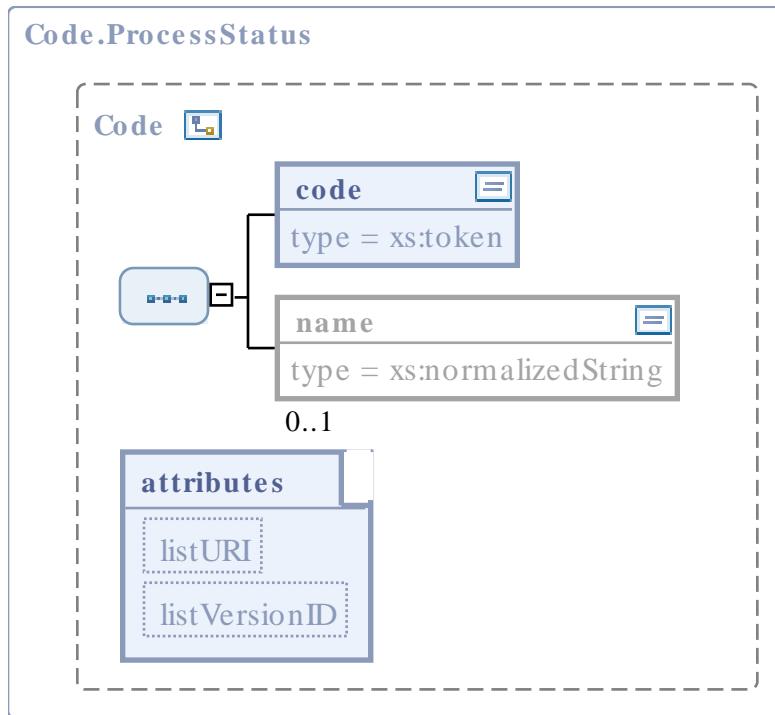 Code.ProcessStatus
Code
code
type = xs:token
name
type = xs:normalizedString
0..1
attributes
listURI
listVersionID